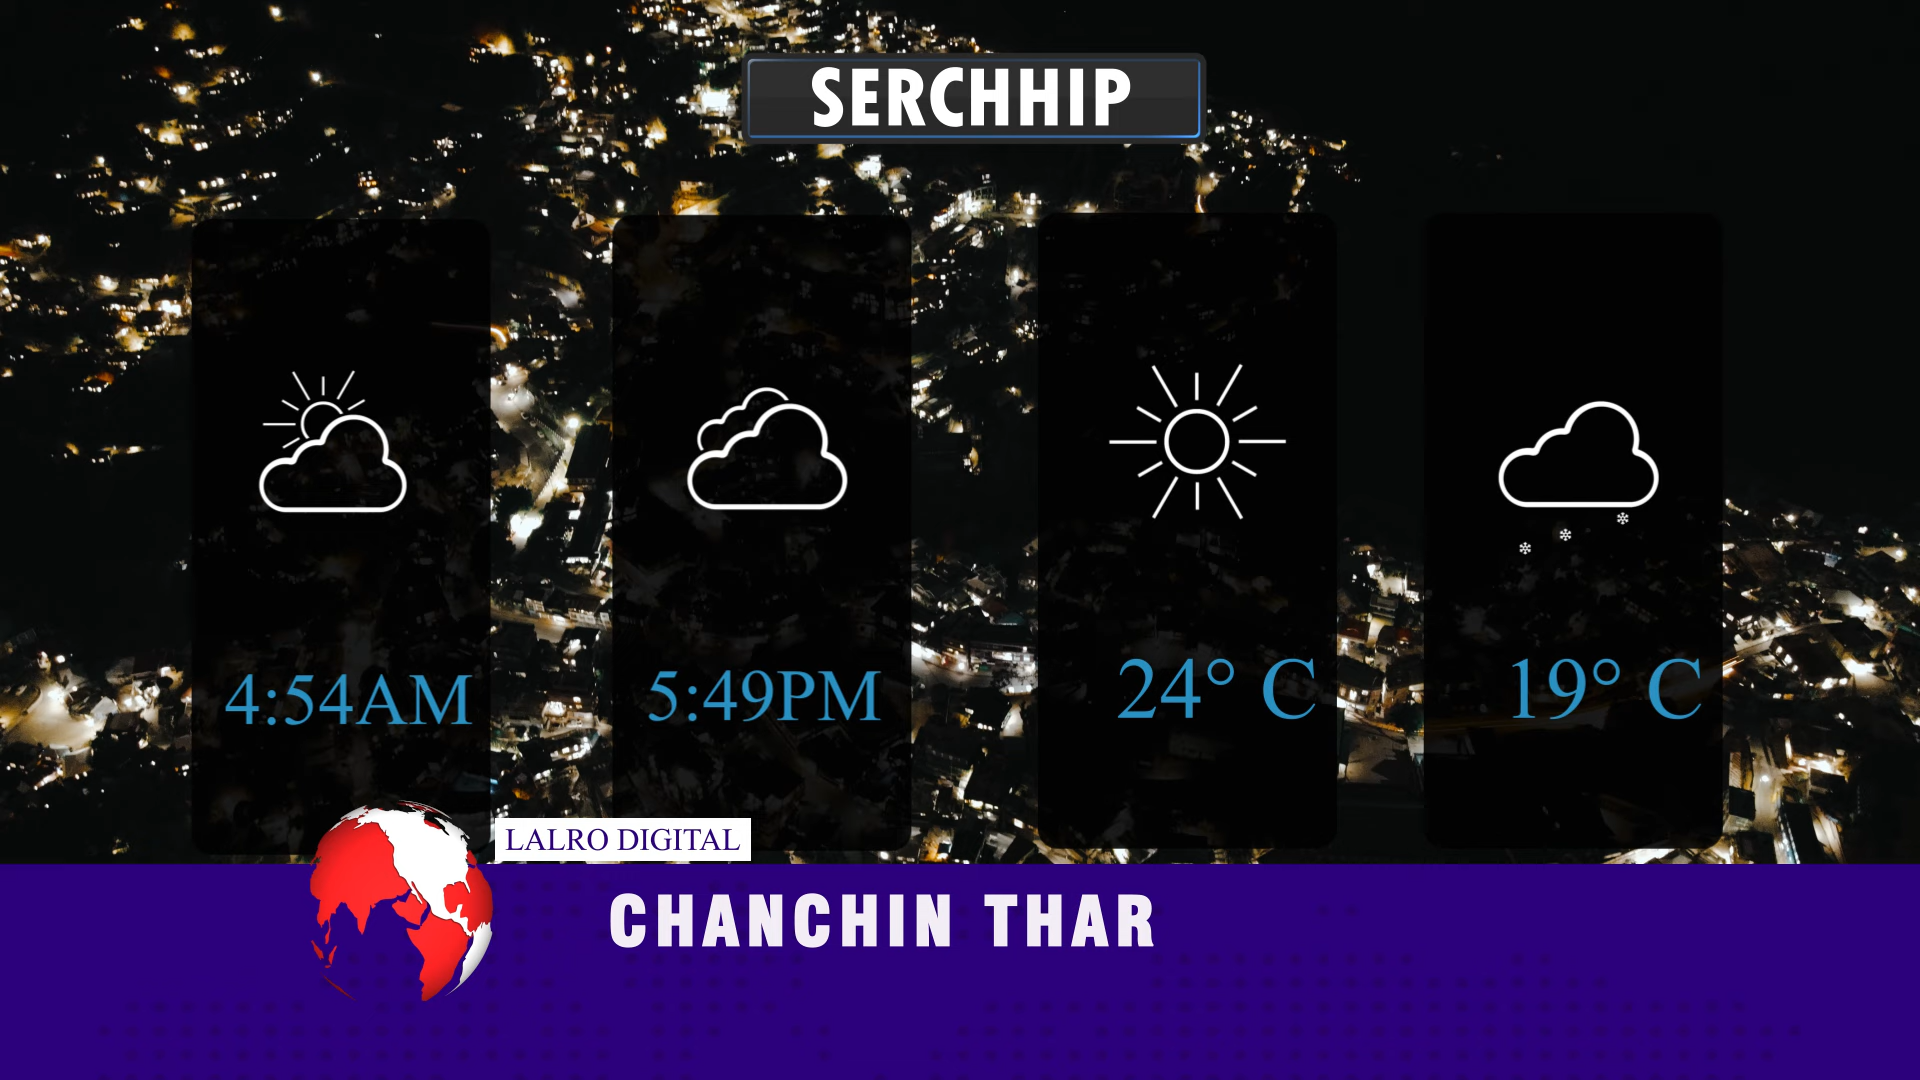 SERCHHIP
4:54AM
5:49PM
24° C
19° C
LALRO DIGITAL
CHANCHIN THAR